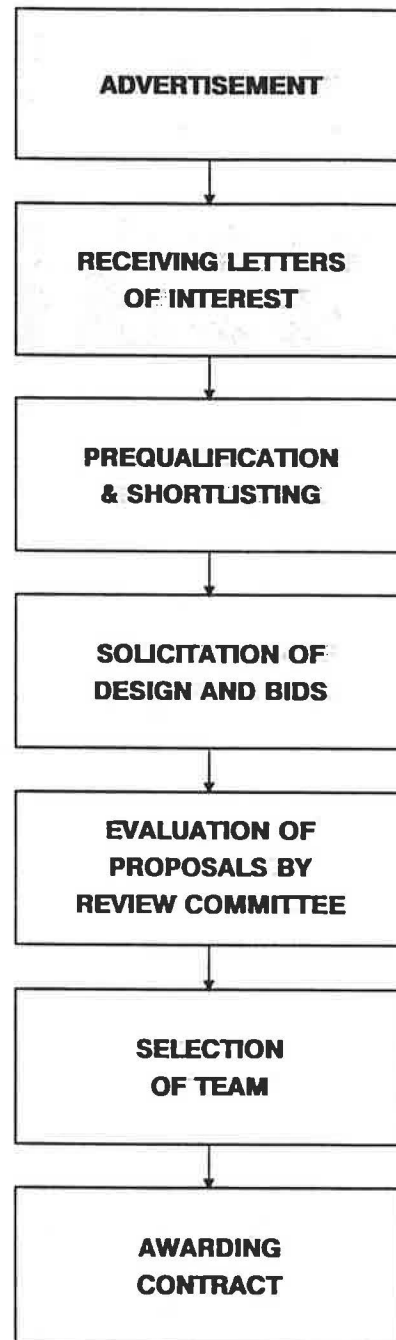 ADVERTISEMENT
RECEIVING LETTERS
OF INTEREST
PREQUALIFICATION
& SHORTLISTING
SOLICITATION OF
DESIGN AND BIDS
EVALUATION OF
PROPOSALS BY
REVIEW COMMITTEE
SELECTION
OF TEAM
AWARDING
CONTRACT